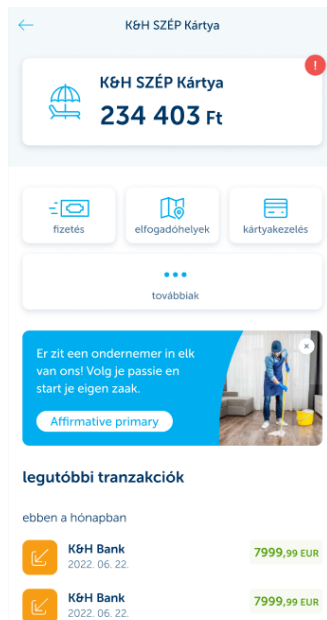 K&H SZÉP Kártya
!
K&H SZÉP Kártya
234 403 Ft
fizetés
elfogadóhelyek
kártyakezelés
továbbiak
Er zit een ondernemer in elk
van ons! Volg je passie en
start je eigen zaak.
Affirmative primary
legutóbbi tranzakciók
ebben a hónapban
K&H Bank
7999,99 EUR
2022. 06. 22.
K&H Bank
7999,99 EUR
2022. 06. 22.